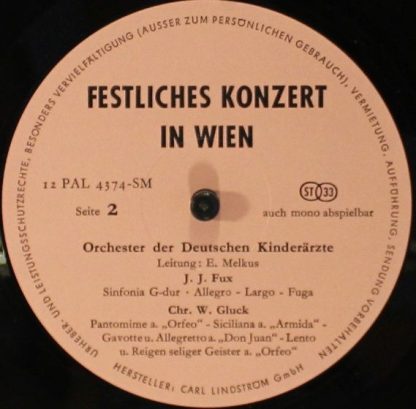 URHEBER- UND LEISTUNGSSCHUTZRECHTE, BESONDERS VERVIELFÄLTIGUNG (AUSSER ZUM PERSÖNLICHEN GEBRAUCH), VERMIETUNG, AUFFÜHRUNG, SENDUNG VORBEHALTEN
FESTLICHES KONZERT
IN WIEN
12 PAL 4374-SM
ST 33
Seite 2
auch mono abspielbar
Orchester der Deutschen Kinderärzte
Leitung: E. Melkus
J. J. Fux
Sinfonia G-dur · Allegro - Largo - Fuga
Chr. W. Gluck
Pantomime a. „Orfeo" - Siciliana a. „Armida" -
Gavotte u. Allegretto a. „Don Juan" - Lento
u. Reigen seliger Geister a. „Orfeo"
HERSTELLER: CARL LINDSTRÖM GmbH